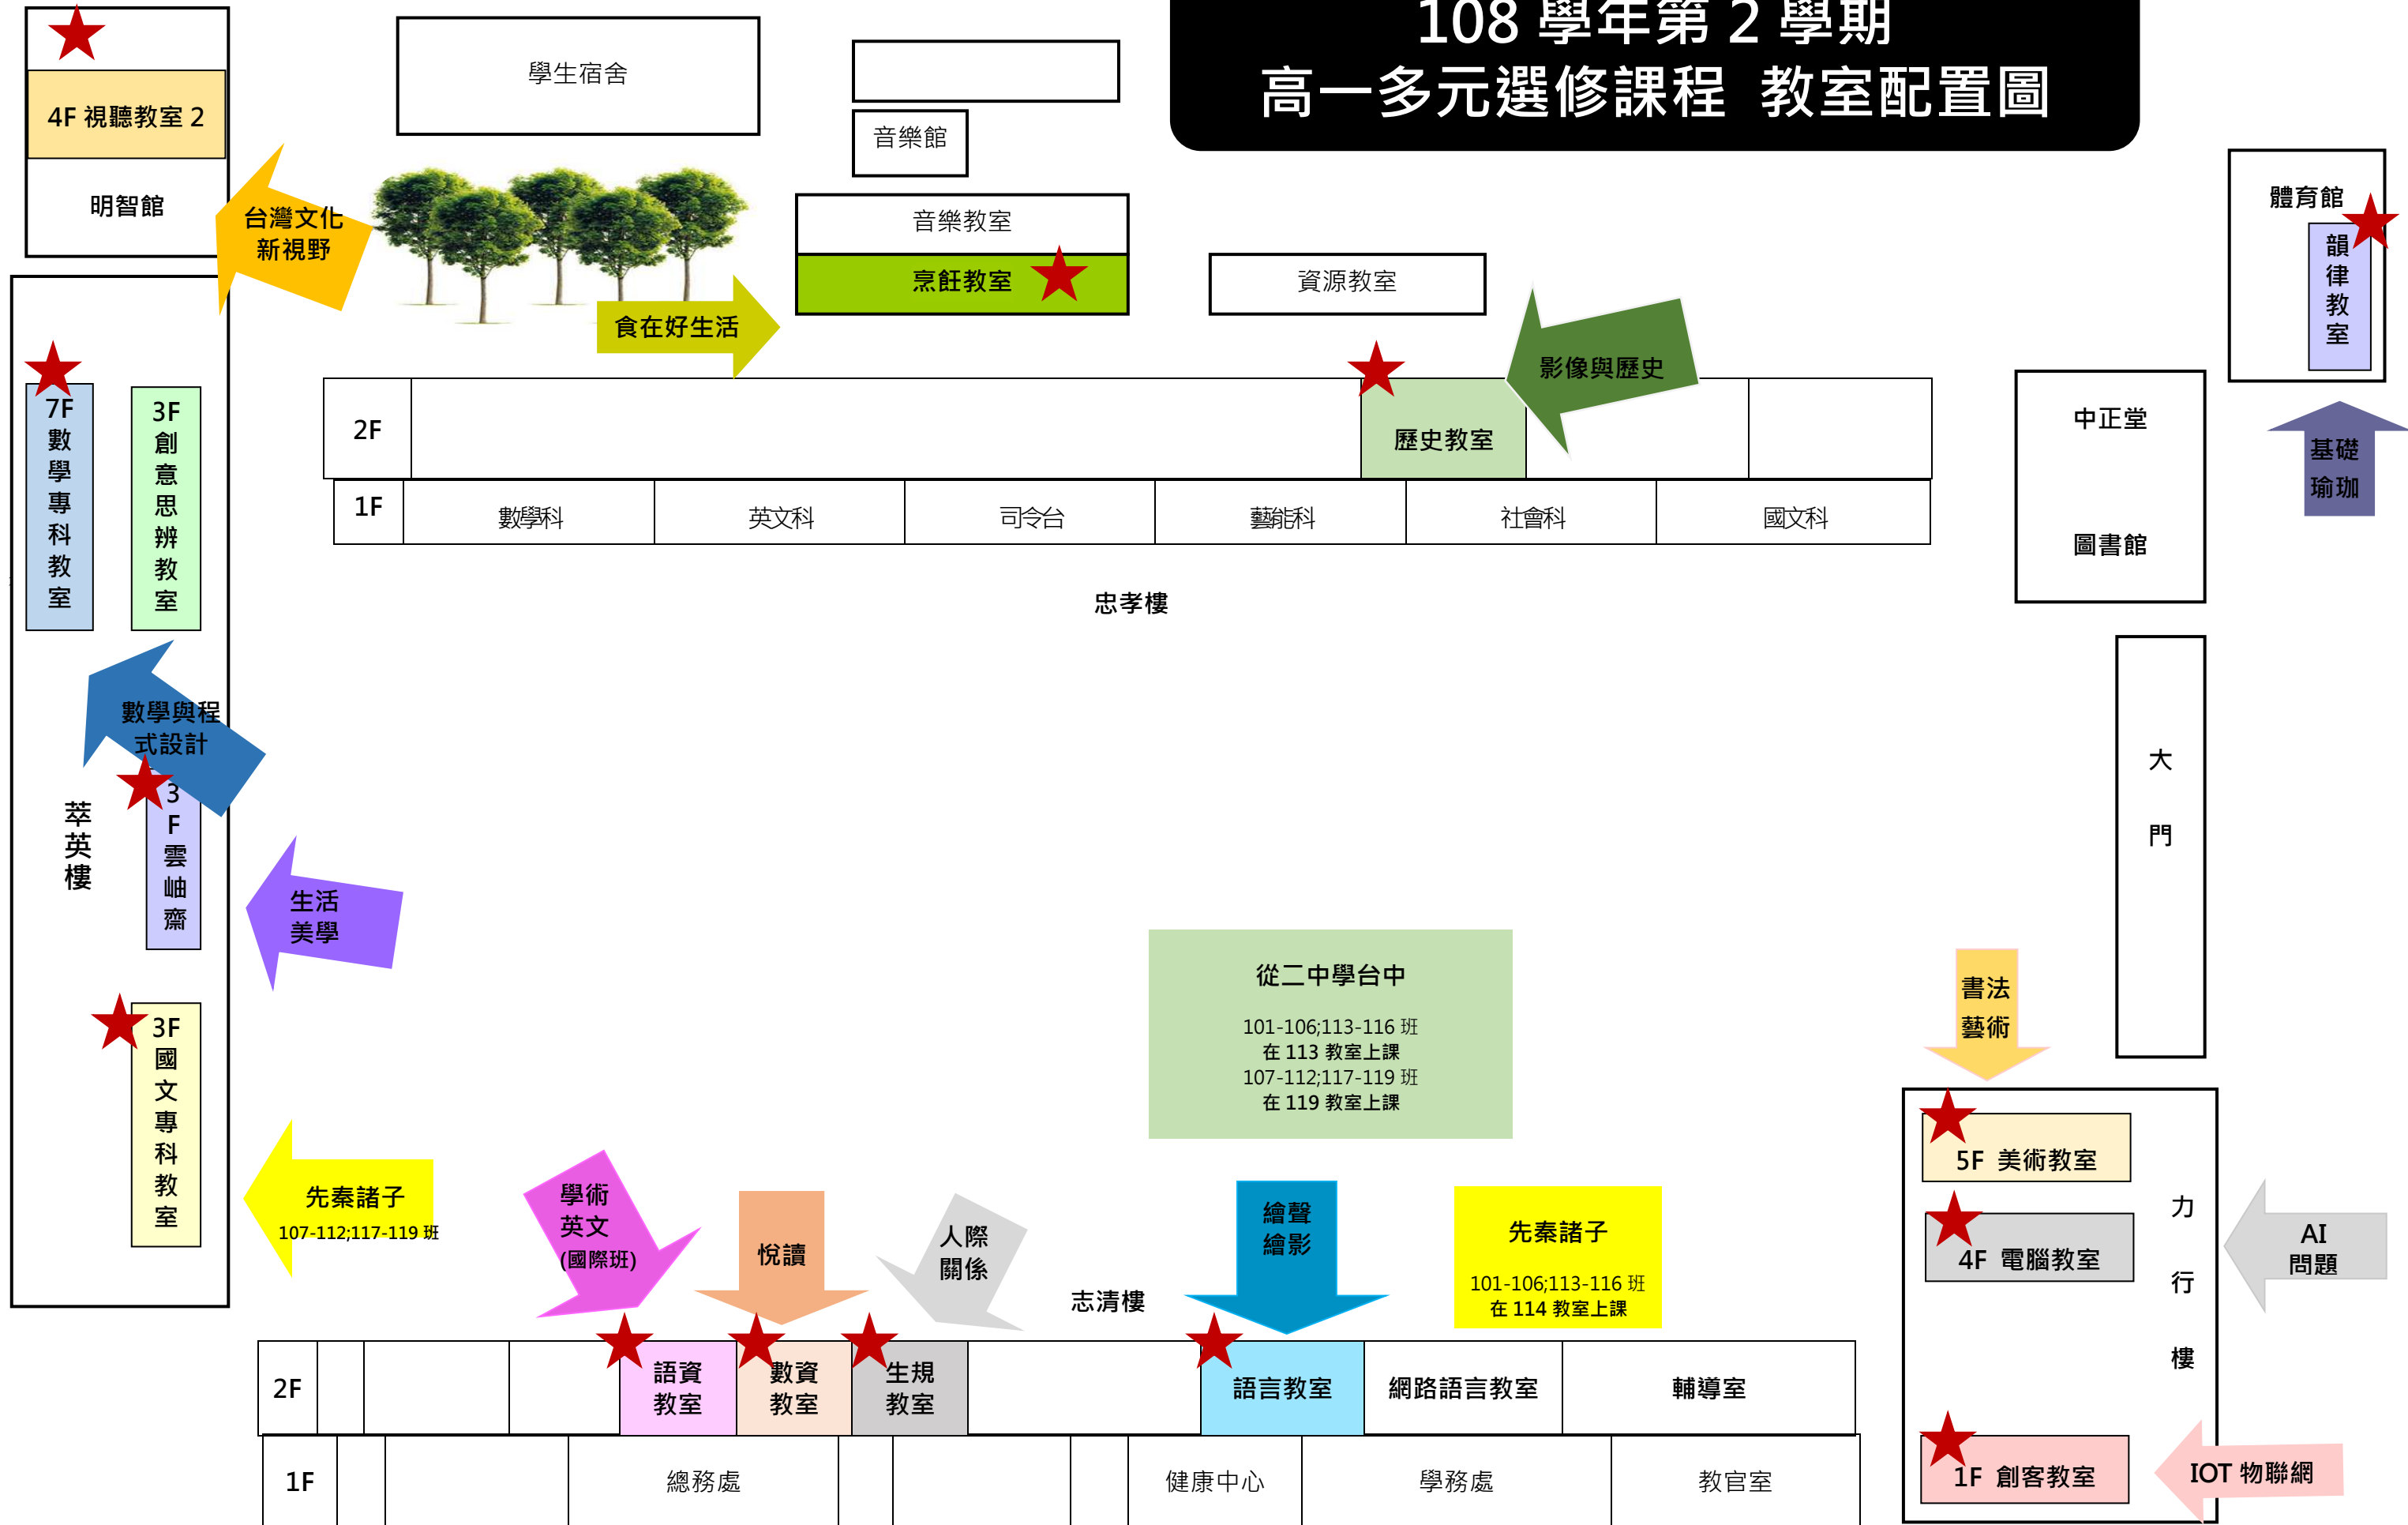 108 學年第 2 學期
高一多元選修課程 教室配置圖
4F 視聽教室 2
明智館
學生宿舍
音樂館
音樂教室
烹飪教室
資源教室
體育館
韻律教室
台灣文化
新視野
食在好生活
影像與歷史
基礎
瑜珈
7F
數學專科教室
3F
創意思辨教室
2F
歷史教室
1F
數學科
英文科
司令台
藝能科
社會科
國文科
忠孝樓
中正堂
圖書館
大門
數學與程
式設計
3F雲岫齋
萃英樓
生活
美學
3F
國文專科教室
先秦諸子
107-112;117-119 班
從二中學台中
101-106;113-116 班
在 113 教室上課
107-112;117-119 班
在 119 教室上課
書法
藝術
學術
英文
(國際班)
悅讀
人際
關係
志清樓
繪聲
繪影
先秦諸子
101-106;113-116 班
在 114 教室上課
5F 美術教室
4F 電腦教室
力行樓
AI
問題
1F 創客教室
IOT 物聯網
2F
語資
教室
數資
教室
生規
教室
語言教室
網路語言教室
輔導室
1F
總務處
健康中心
學務處
教官室